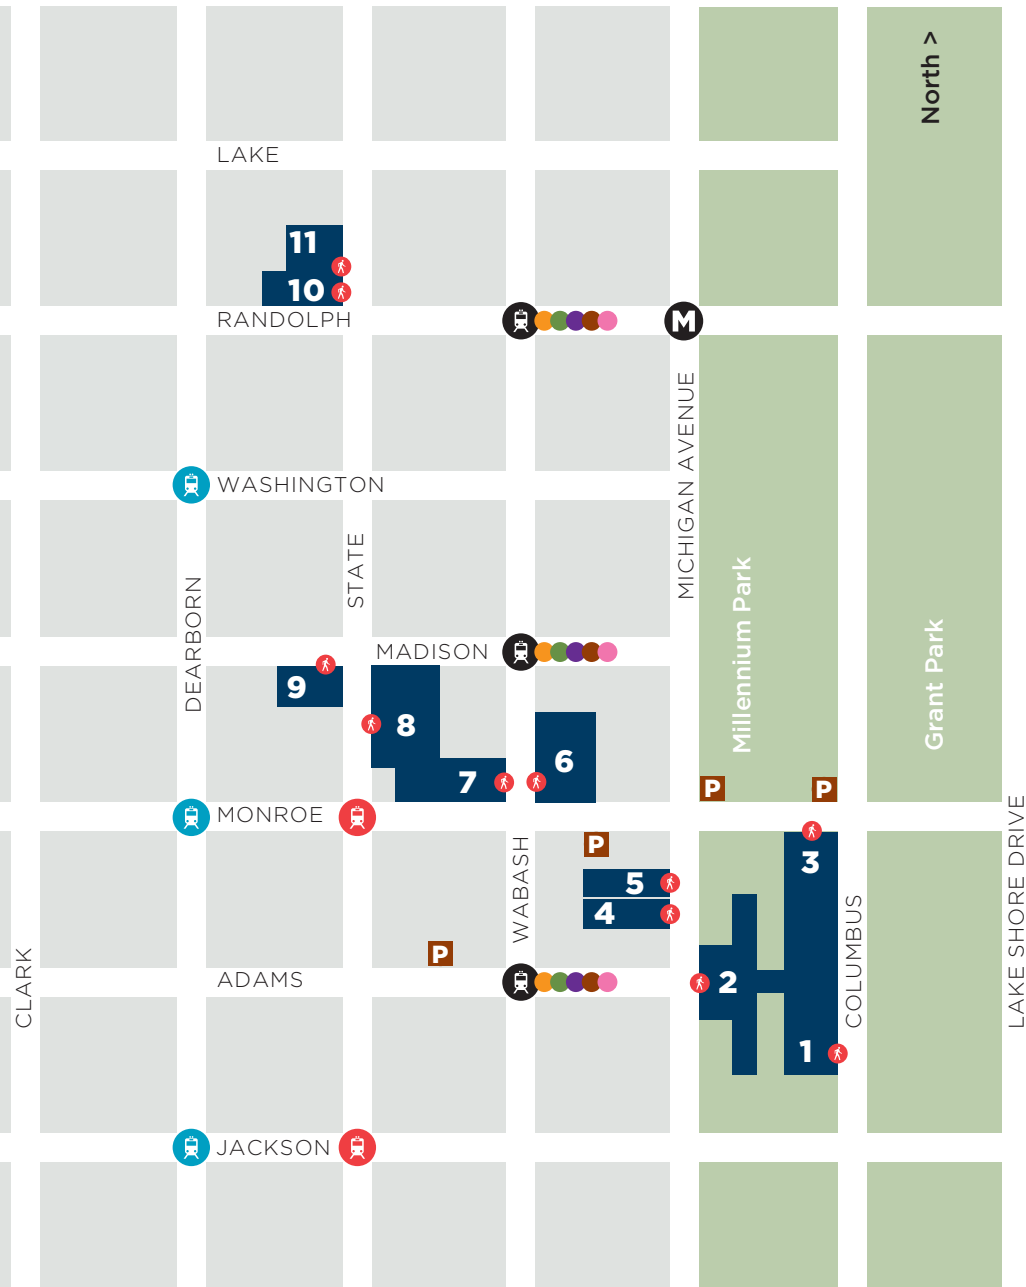 North >
LAKE
11
10
RANDOLPH
M
MICHIGAN AVENUE
WASHINGTON
STATE
DEARBORN
Millennium Park
Grant Park
MADISON
9
8
7
6
P
P
MONROE
LAKE SHORE DRIVE
WABASH
P
3
5
4
COLUMBUS
CLARK
P
ADAMS
2
1
JACKSON